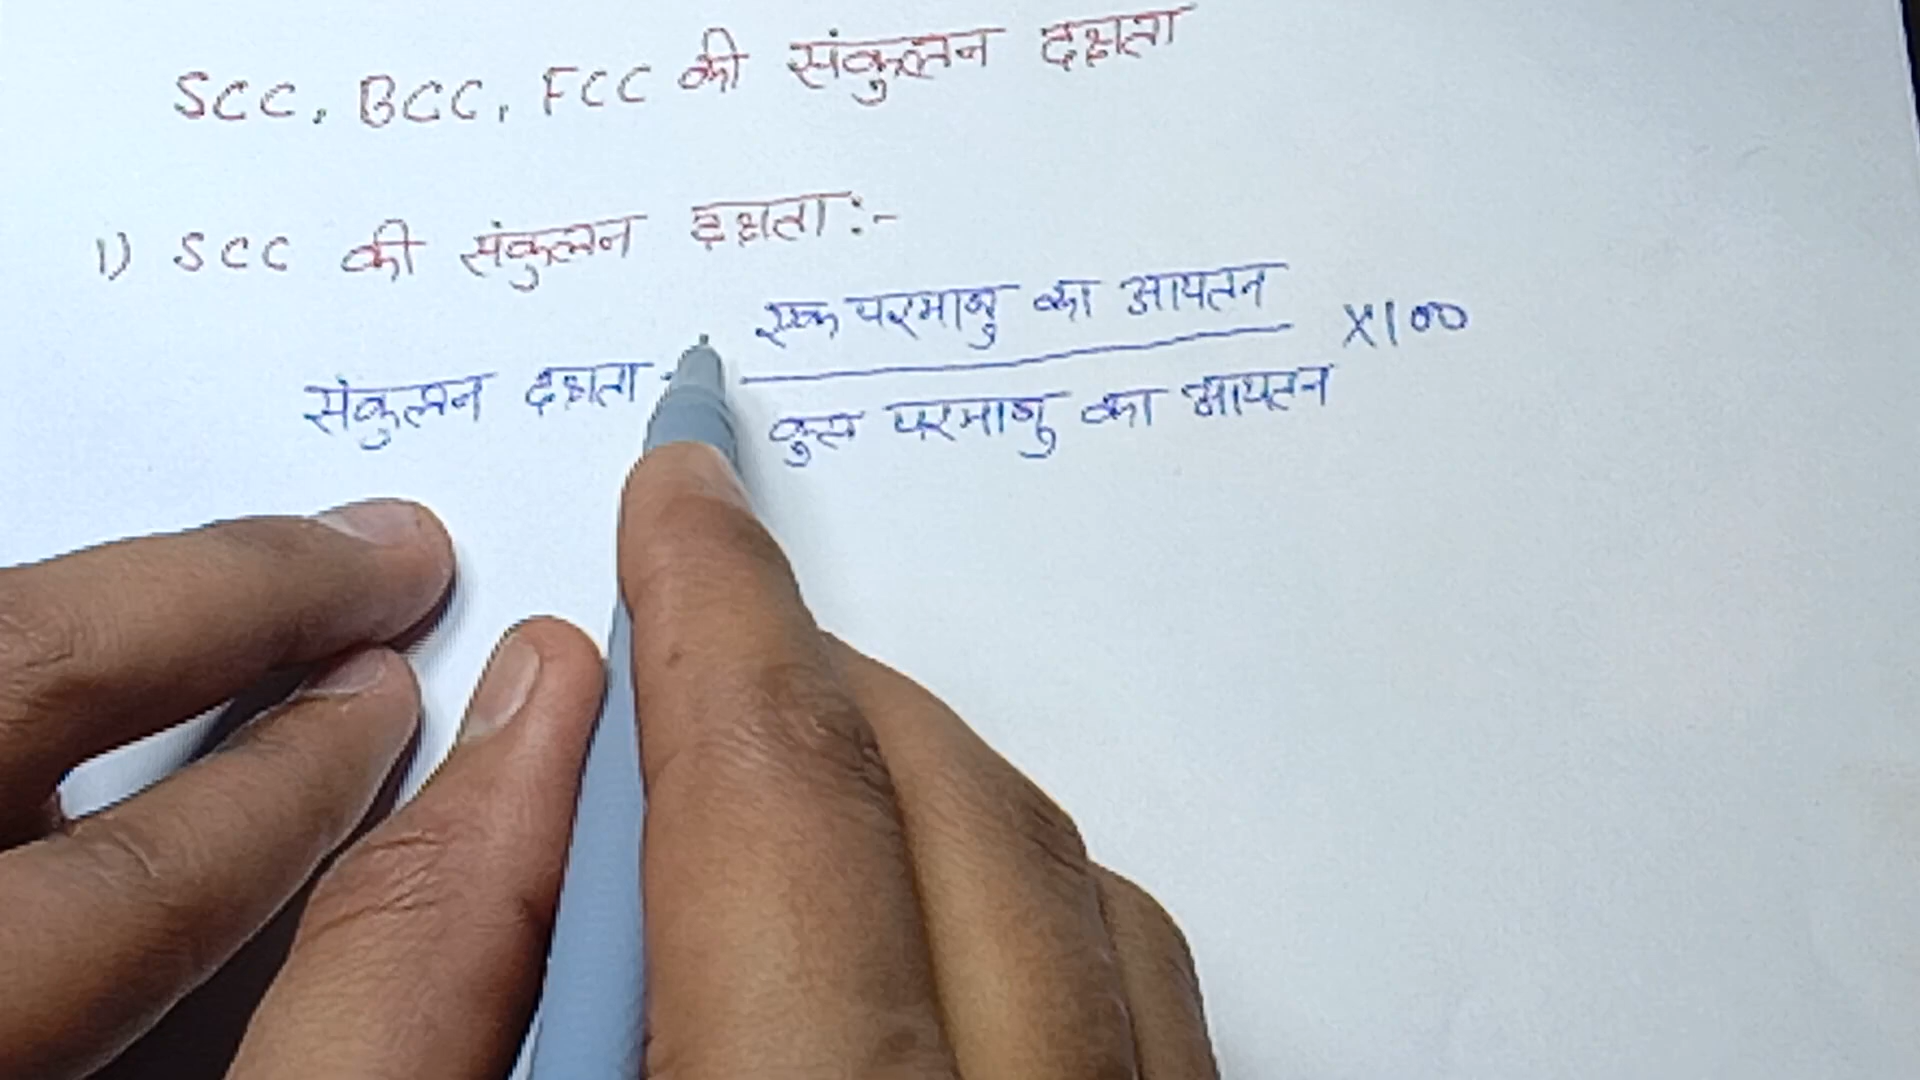 SCC, BCC, FCC की संकुलन दक्षता
1) SCC की संकुलन दक्षता :-
एक परमाणु का आयतन
संकुलन दक्षता = ×100
कुल परमाणु का आयतन